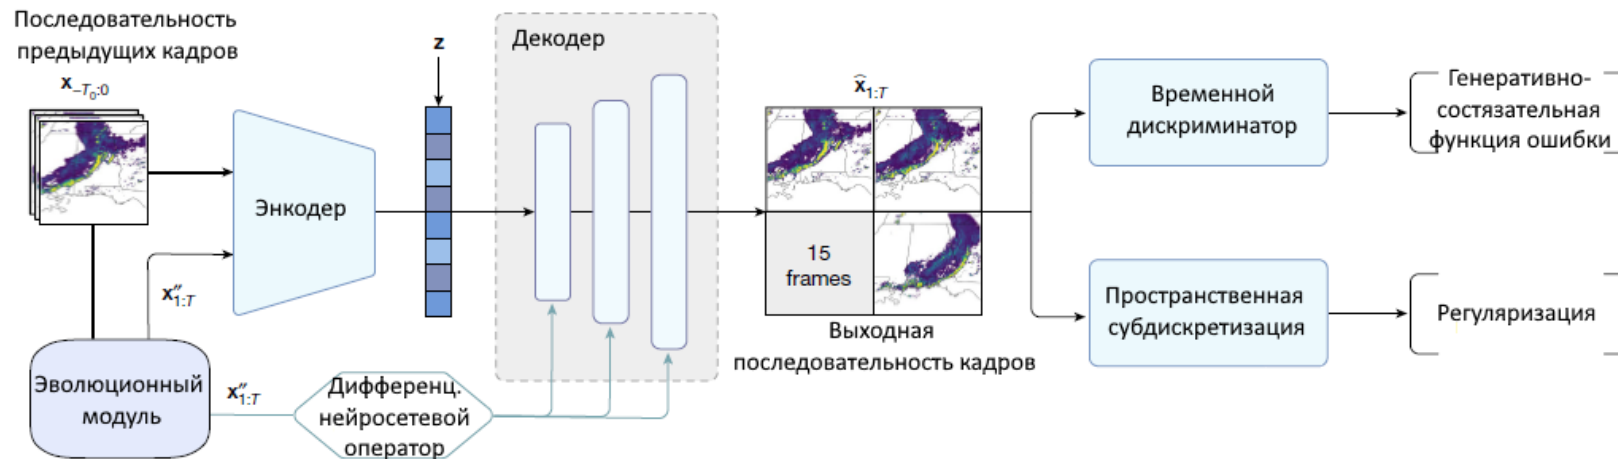 Последовательность
предыдущих кадров
x₋T₀:0
Эволюционный
модуль
x″1:T
x″1:T
Энкодер
Дифференц.
нейросетевой
оператор
z
Декодер
x̂1:T
15
frames
Выходная
последовательность кадров
Временной
дискриминатор
Пространственная
субдискретизация
Генеративно-
состязательная
функция ошибки
Регуляризация